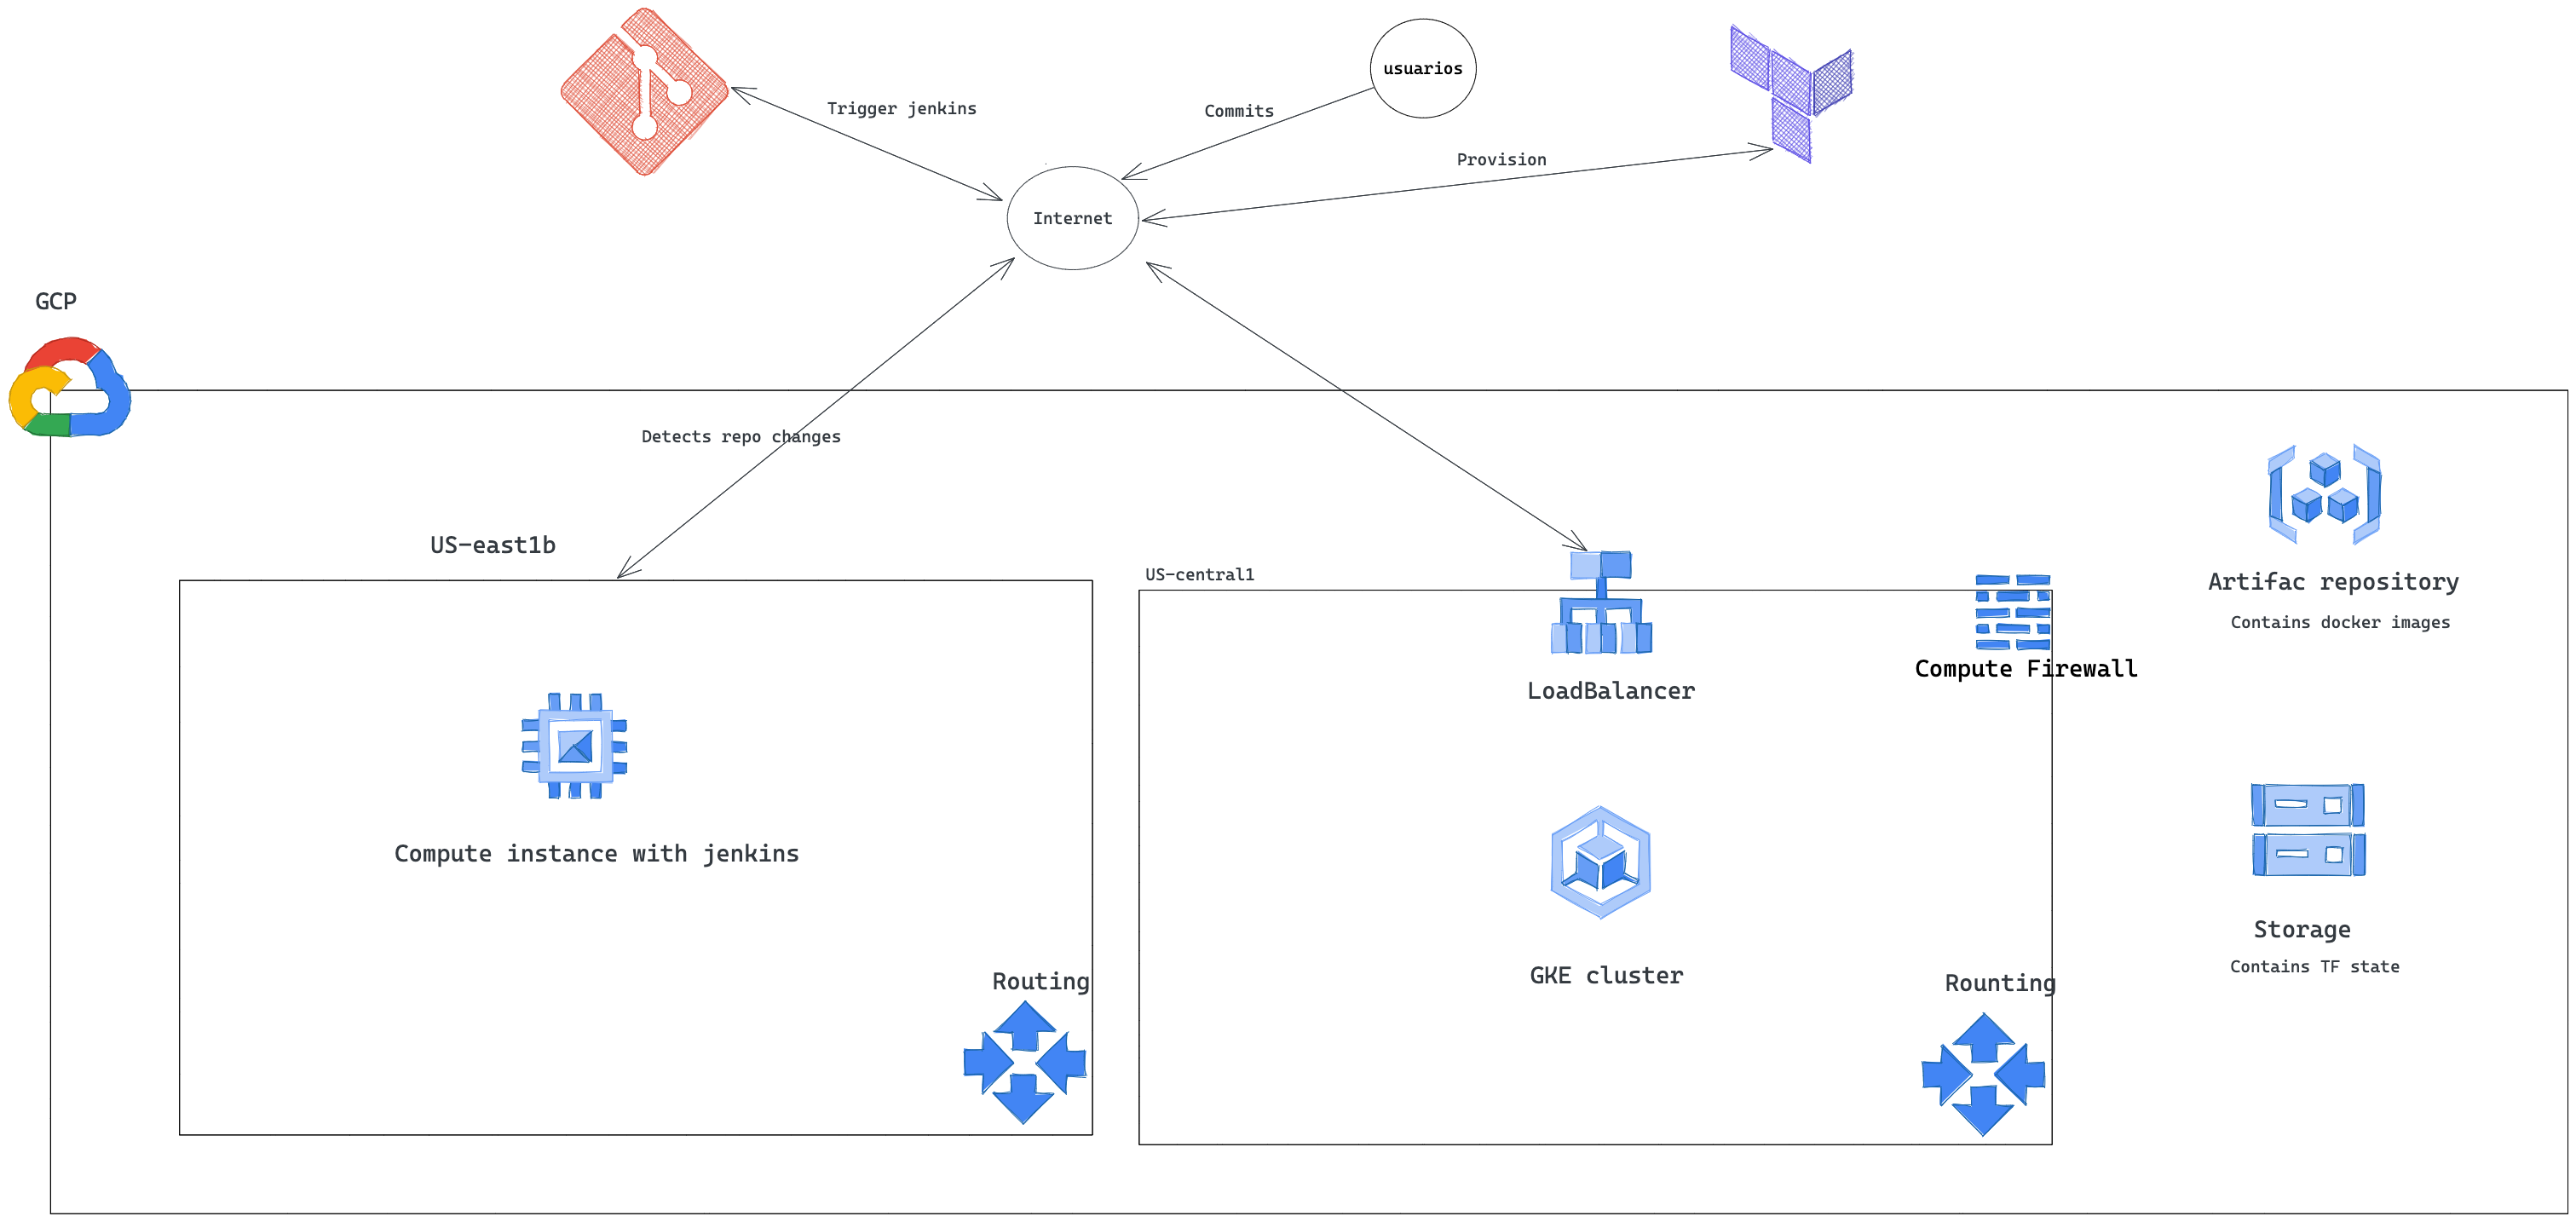 usuarios
Trigger jenkins
Commits
Provision
Internet
GCP
Detects repo changes
US-east1b
US-central1
Artifac repository
Contains docker images
Compute Firewall
LoadBalancer
Compute instance with jenkins
Storage
Contains TF state
GKE cluster
Routing
Rounting